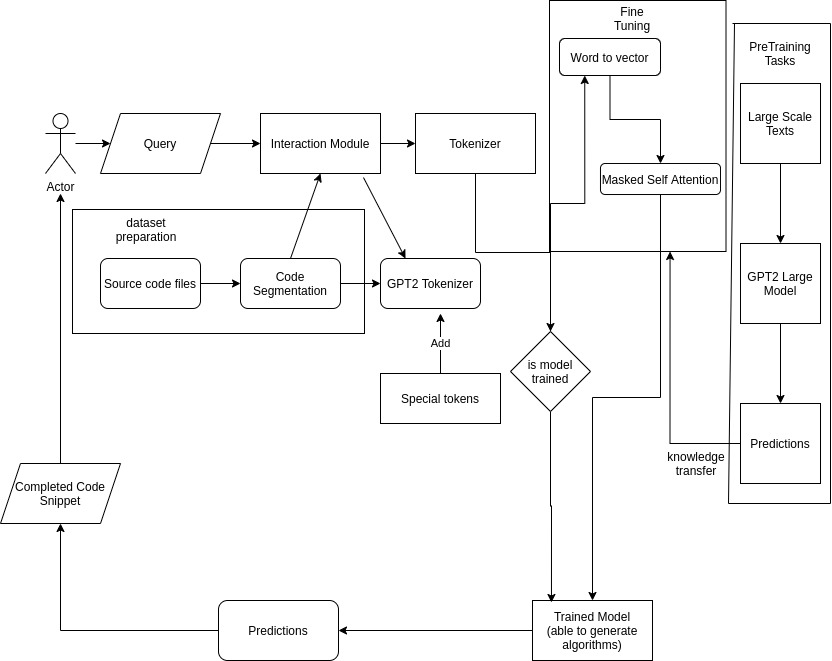 Fine
Tuning
PreTraining
Tasks
Word to vector
Large Scale
Texts
Query
Interaction Module
Tokenizer
Actor
Masked Self Attention
dataset
preparation
Source code files
Code
Segmentation
GPT2 Tokenizer
GPT2 Large
Model
Add
is model
trained
Special tokens
Predictions
knowledge
transfer
Completed Code
Snippet
Predictions
Trained Model
(able to generate
algorithms)